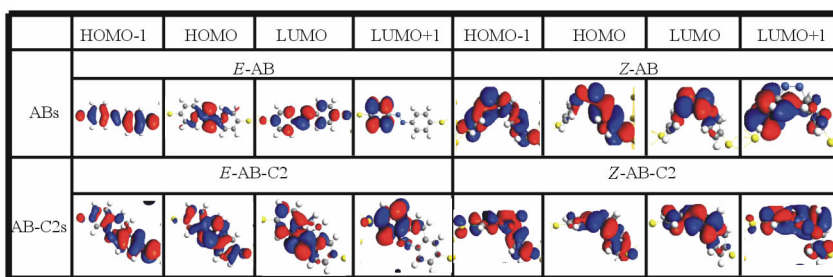 HOMO-1 HOMO LUMO LUMO+1 HOMO-1 HOMO LUMO LUMO+1
E-AB Z-AB
ABs
E-AB-C2 Z-AB-C2
AB-C2s